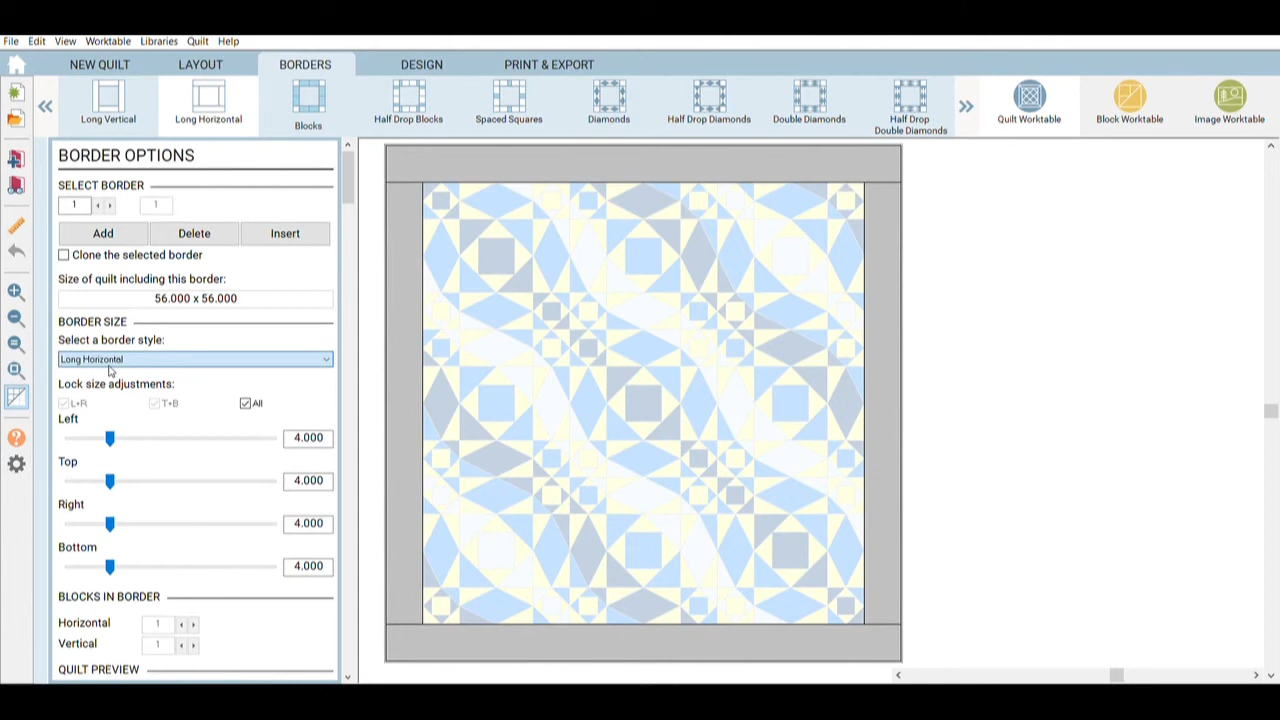 File Edit View Worktable Libraries Quilt Help
NEW QUILT LAYOUT BORDERS DESIGN PRINT & EXPORT
Long Vertical Long Horizontal Blocks Half Drop Blocks Spaced Squares Diamonds Half Drop Diamonds Double Diamonds Half Drop Double Diamonds Quilt Worktable Block Worktable Image Worktable
BORDER OPTIONS
SELECT BORDER
1 1
Add Delete Insert
Clone the selected border
Size of quilt including this border:
56.000 x 56.000
BORDER SIZE
Select a border style:
Long Horizontal
Lock size adjustments:
L+R T+B All
Left
4.000
Top
4.000
Right
4.000
Bottom
4.000
BLOCKS IN BORDER
Horizontal 1
Vertical 1
QUILT PREVIEW